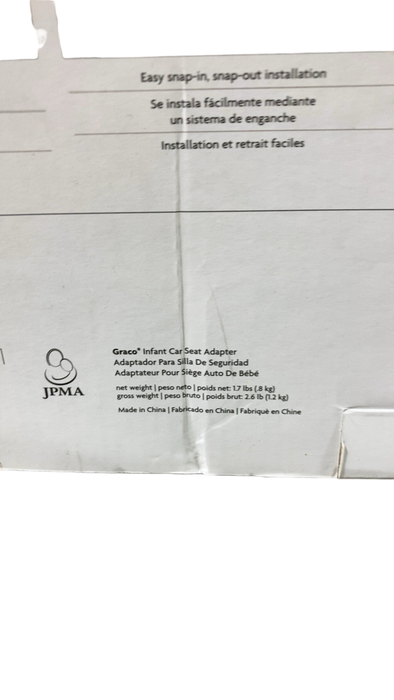 Easy snap-in, snap-out installation
Se instala fácilmente mediante
un sistema de enganche
Installation et retrait faciles
Graco® Infant Car Seat Adapter
Adaptador Para Silla De Seguridad
Adaptateur Pour Siège Auto De Bébé
JPMA
net weight | peso neto | poids net: 1.7 lbs (.8 kg)
gross weight | peso bruto | poids brut: 2.6 lb (1.2 kg)
Made in China | Fabricado en China | Fabriqué en Chine